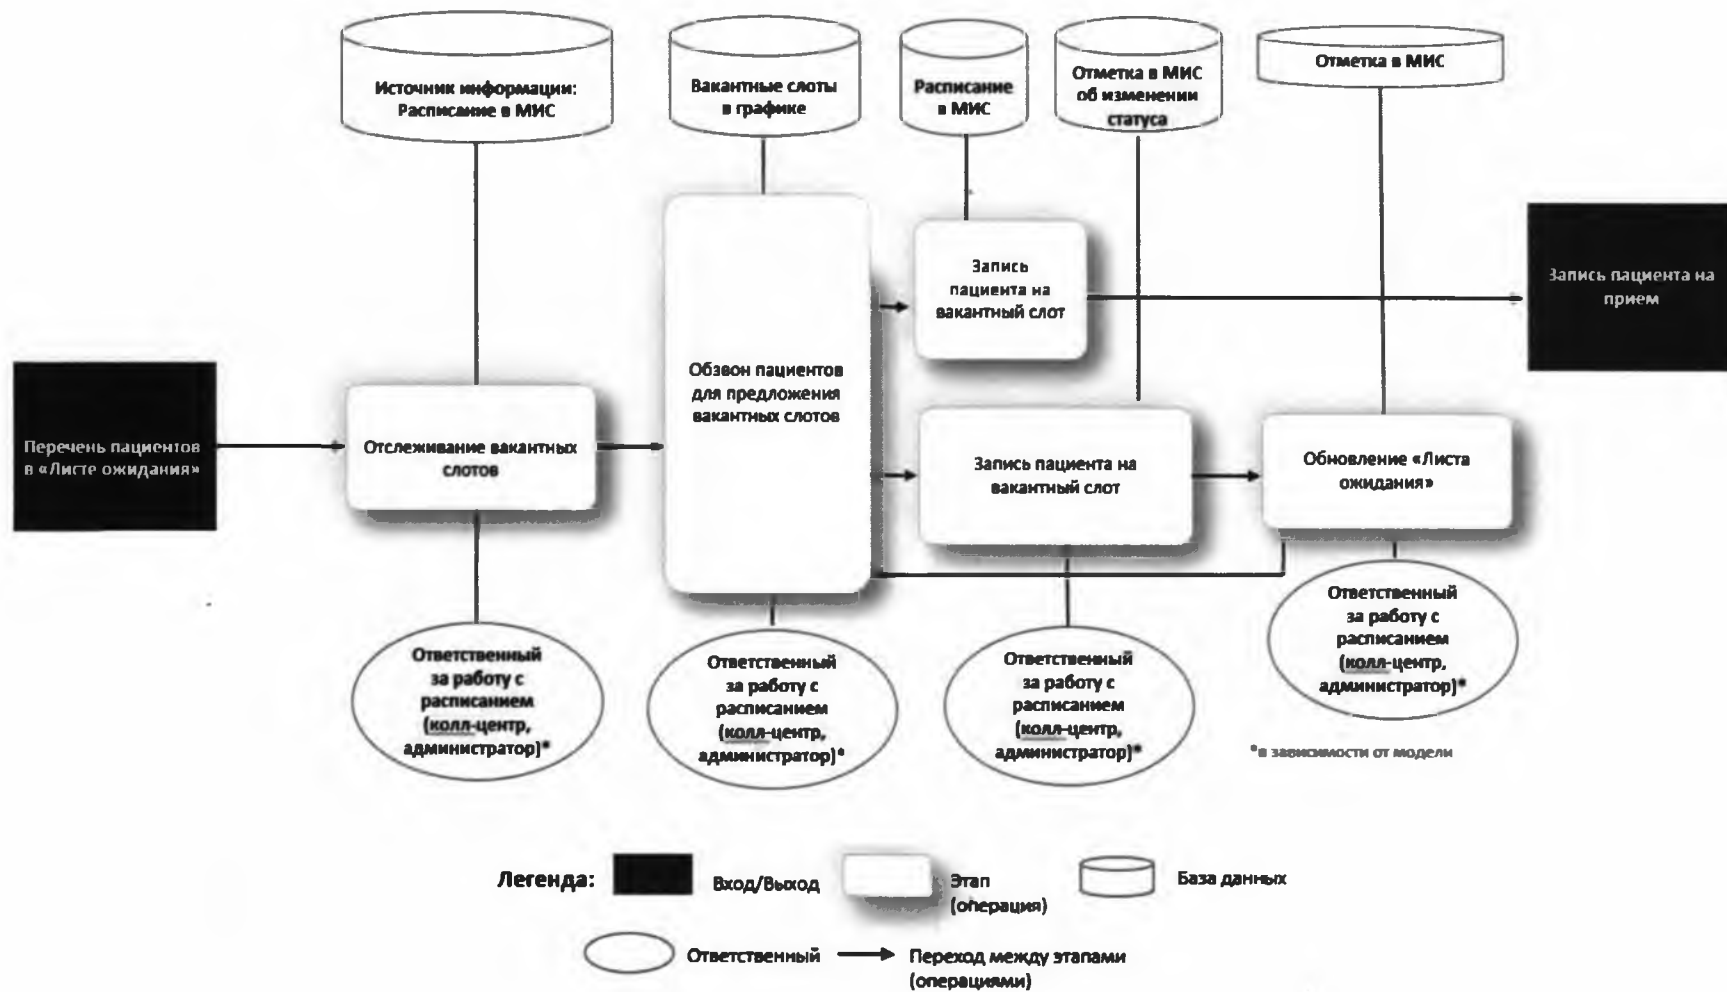 Источник информации:
Расписание в МИС
Вакантные слоты
в графике
Расписание
в МИС
Отметка в МИС
об изменении
статуса
Отметка в МИС
Перечень пациентов
в «Листе ожидания»
Отслеживание вакантных
слотов
Обзвон пациентов
для предложения
вакантных слотов
Запись
пациента на
вакантный слот
Запись пациента на
прием
Запись пациента на
вакантный слот
Обновление «Листа
ожидания»
Ответственный
за работу с
расписанием
(колл-центр,
администратор)*
Ответственный
за работу с
расписанием
(колл-центр,
администратор)*
Ответственный
за работу с
расписанием
(колл-центр,
администратор)*
Ответственный
за работу с
расписанием
(колл-центр,
администратор)*
*в зависимости от модели
Легенда:
Вход/Выход
Этап
(операция)
База данных
Ответственный
Переход между этапами
(операциями)